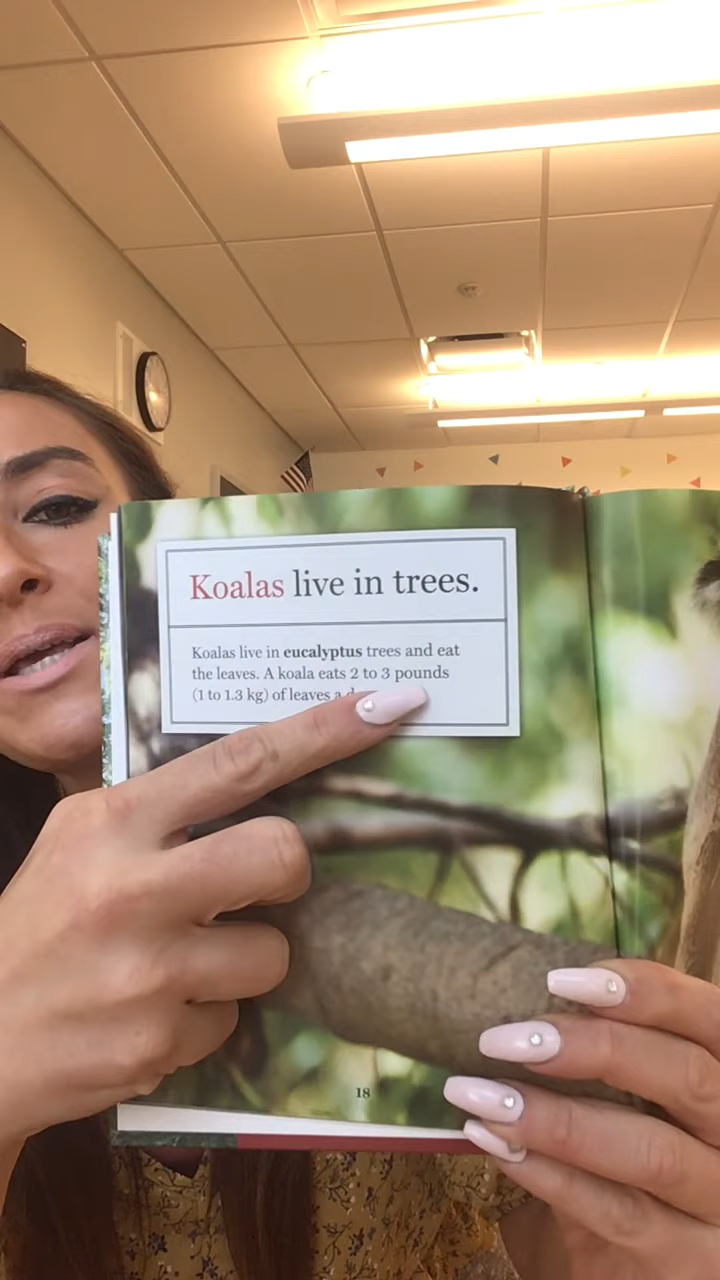 Koalas live in trees.
Koalas live in eucalyptus trees and eat
the leaves. A koala eats 2 to 3 pounds
(1 to 1.3 kg) of leaves a
18